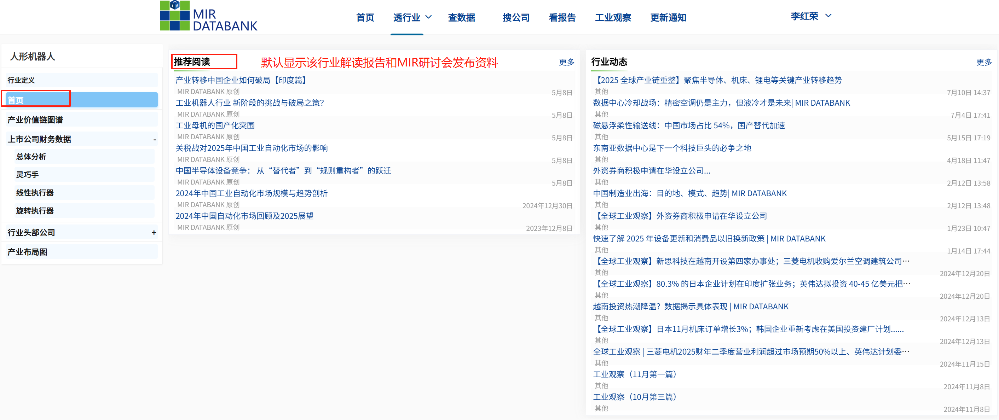 MIR
MIR
DATABANK
首页
透行业
查数据
搜公司
看报告
工业观察
更新通知
李红荣
人形机器人
行业定义
首页
产业价值链图谱
上市公司财务数据 -
总体分析
灵巧手
线性执行器
旋转执行器
行业头部公司 +
产业布局图
推荐阅读
默认显示该行业解读报告和MIR研讨会发布资料
更多
产业转移中国企业如何破局【印度篇】
MIR DATABANK 原创 5月8日
工业机器人行业 新阶段的挑战与破局之策？
MIR DATABANK 原创 5月8日
工业母机的国产化突围
MIR DATABANK 原创 5月8日
关税战对2025年中国工业自动化市场的影响
MIR DATABANK 原创 5月8日
中国半导体设备竞争： 从“替代者”到“规则重构者”的跃迁
MIR DATABANK 原创 5月8日
2024年中国工业自动化市场规模与趋势剖析
MIR DATABANK 原创 2024年12月30日
2024年中国自动化市场回顾及2025展望
MIR DATABANK 原创 2023年12月8日
行业动态
更多
【2025 全球产业链重整】聚焦半导体、机床、锂电等关键产业转移趋势
其他 7月10日 14:37
数据中心冷却战场：精密空调仍是主力，但液冷才是未来| MIR DATABANK
其他 7月4日 17:41
磁悬浮柔性输送线：中国市场占比 54%，国产替代加速
其他 5月15日 17:19
东南亚数据中心是下一个科技巨头的必争之地
其他 4月18日 11:47
外资券商积极申请在华设立公司...
其他 2月12日 13:58
中国制造业出海：目的地、模式、趋势| MIR DATABANK
其他 2月12日 13:48
【全球工业观察】外资券商积极申请在华设立公司
其他 1月23日 10:47
快速了解 2025 年设备更新和消费品以旧换新政策 | MIR DATABANK
其他 1月14日 17:44
【全球工业观察】新思科技在越南开设第四家办事处；三菱电机收购爱尔兰空调建筑公司…
其他 2024年12月20日
【全球工业观察】80.3% 的日本企业计划在印度扩张业务；英伟达拟投资 40-45 亿美元把…
其他 2024年12月20日
越南投资热潮降温？数据揭示具体表现 | MIR DATABANK
其他 2024年12月13日
【全球工业观察】日本11月机床订单增长3%；韩国企业重新考虑在美国投资建厂计划......
其他 2024年12月13日
全球工业观察 | 三菱电机2025财年二季度营业利润超过市场预期50%以上、英伟达计划委…
其他 2024年11月15日
工业观察（11月第一篇）
其他 2024年11月8日
工业观察（10月第三篇）
其他 2024年11月8日